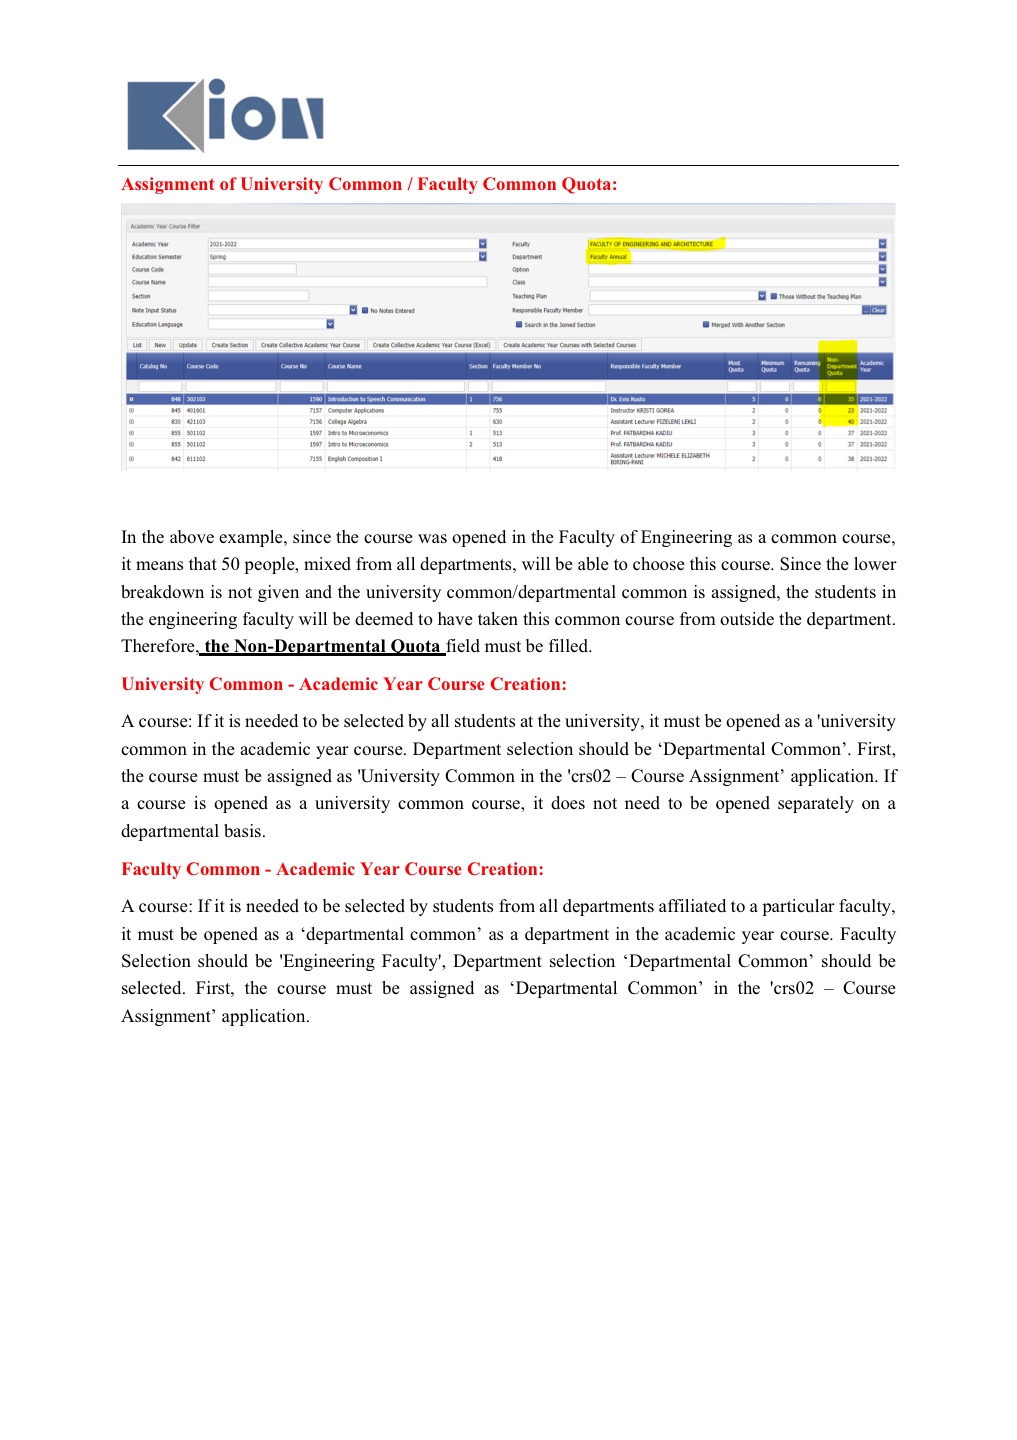 Kion
Assignment of University Common / Faculty Common Quota:
Academic Year Course Filter
Academic Year 2021-2022 Faculty FACULTY OF ENGINEERING AND ARCHITECTURE
Education Semester Spring Department Faculty Annual
Course Code Option
Course Name Class
Section Teaching Plan Those Without the Teaching Plan
Note Input Status No Notes Entered Responsible Faculty Member ... Clear
Education Language Search in the Joined Section Merged With Another Section
List New Update Create Section Create Collective Academic Year Course Create Collective Academic Year Course (Excel) Create Academic Year Courses with Selected Courses
Catalog No Course Code Course No Course Name Section Faculty Member No Responsible Faculty Member Most Quota Minimum Quota Remaining Quota Non-Department Quota Academic Year
848 302103 1590 Introduction to Speech Communication 1 756 Dr. Evis Nasto 5 0 0 35 2021-2022
845 401601 7157 Computer Applications 755 Instructor KRISTI GOREA 2 0 0 23 2021-2022
830 421103 7156 College Algebra 630 Assistant Lecturer FIZELENI LEKLI 2 0 0 40 2021-2022
855 501102 1597 Intro to Microeconomics 1 513 Prof. FATBARDHA KADIU 3 0 0 37 2021-2022
855 501102 1597 Intro to Microeconomics 2 513 Prof. FATBARDHA KADIU 3 0 0 37 2021-2022
842 611102 7155 English Composition I 418 Assistant Lecturer MICHELE ELIZABETH BIRING-PANI 2 0 0 38 2021-2022
In the above example, since the course was opened in the Faculty of Engineering as a common course,
it means that 50 people, mixed from all departments, will be able to choose this course. Since the lower
breakdown is not given and the university common/departmental common is assigned, the students in
the engineering faculty will be deemed to have taken this common course from outside the department.
Therefore, the Non-Departmental Quota field must be filled.
University Common - Academic Year Course Creation:
A course: If it is needed to be selected by all students at the university, it must be opened as a 'university
common in the academic year course. Department selection should be ‘Departmental Common’. First,
the course must be assigned as 'University Common in the 'crs02 – Course Assignment’ application. If
a course is opened as a university common course, it does not need to be opened separately on a
departmental basis.
Faculty Common - Academic Year Course Creation:
A course: If it is needed to be selected by students from all departments affiliated to a particular faculty,
it must be opened as a ‘departmental common’ as a department in the academic year course. Faculty
Selection should be 'Engineering Faculty', Department selection ‘Departmental Common’ should be
selected. First, the course must be assigned as ‘Departmental Common’ in the 'crs02 – Course
Assignment’ application.